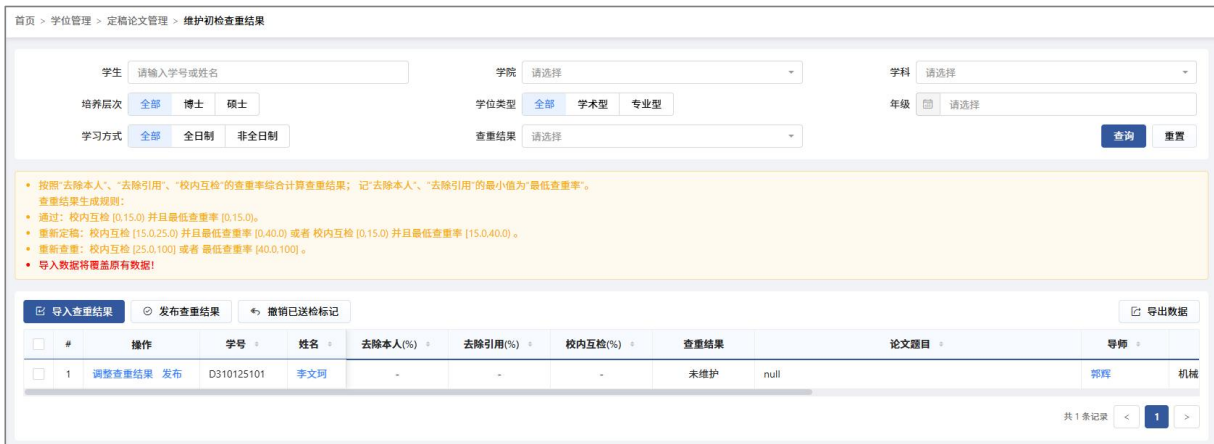 首页 > 学位管理 > 定稿论文管理 > 维护初检查重结果
学生 请输入学号或姓名 学院 请选择 学科 请选择
培养层次 全部 博士 硕士 学位类型 全部 学术型 专业型 年级 请选择
学习方式 全部 全日制 非全日制 查重结果 请选择 查询 重置
• 按照"去除本人"、"去除引用"、"校内互检"的查重率综合计算查重结果； 记"去除本人"、"去除引用"的最小值为"最低查重率"。
查重结果生成规则：
• 通过：校内互检 [0,15.0) 并且最低查重率 [0,15.0)。
• 重新定稿：校内互检 [15.0,25.0) 并且最低查重率 [0,40.0) 或者 校内互检 [0,15.0) 并且最低查重率 [15.0,40.0) 。
• 重新查重：校内互检 [25.0,100] 或者 最低查重率 [40.0,100] 。
• 导入数据将覆盖原有数据！
导入查重结果 发布查重结果 撤销已送检标记 导出数据
# 操作 学号 姓名 去除本人(%) 去除引用(%) 校内互检(%) 查重结果 论文题目 导师
1 调整查重结果 发布 D310125101 李文珂 - - - 未维护 null 郭辉 机械
共 1 条记录 < 1 >